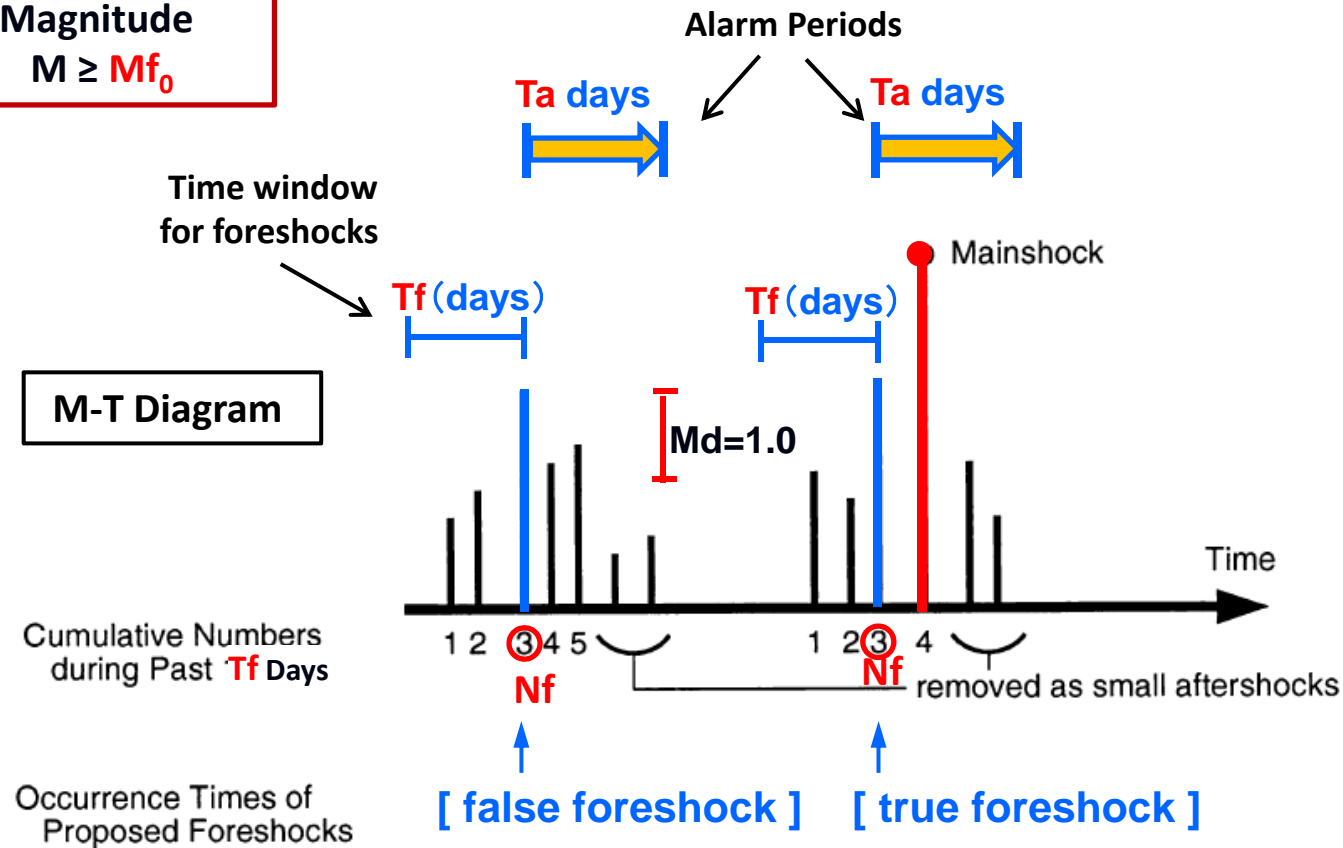 Magnitude
M ≥ Mf₀
Alarm Periods
Ta days
Ta days
Time window
for foreshocks
Mainshock
Tf（days）
Tf（days）
M-T Diagram
Md=1.0
Time
Cumulative Numbers
during Past Tf Days
1 2 3 4 5
1 2 3 4
Nf
Nf
removed as small aftershocks
Occurrence Times of
Proposed Foreshocks
[ false foreshock ]
[ true foreshock ]